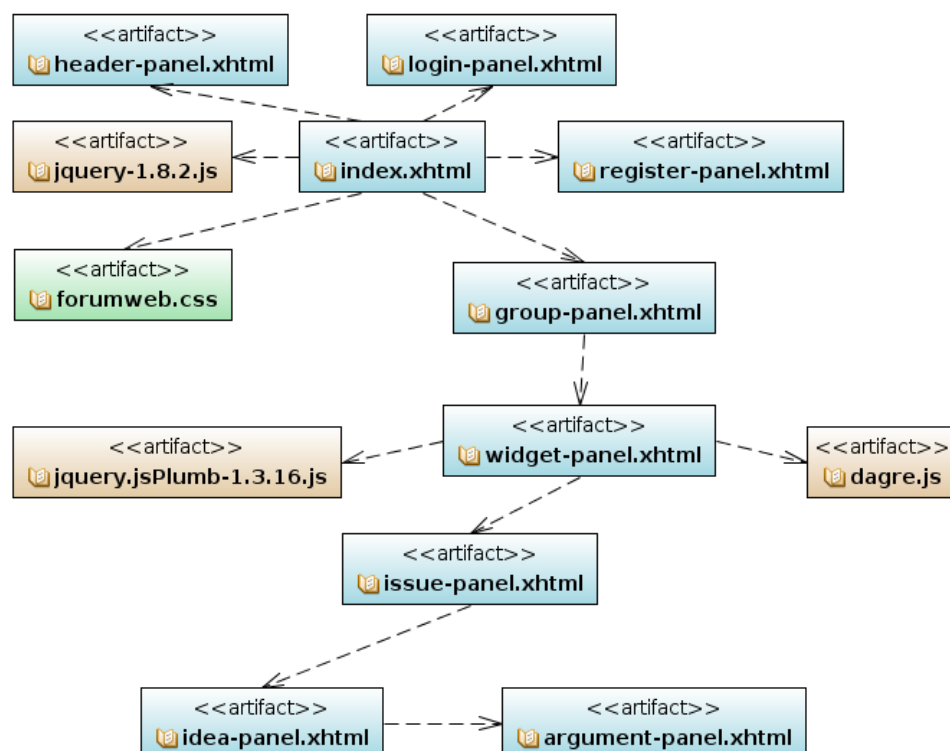 <<artifact>>
header-panel.xhtml
<<artifact>>
login-panel.xhtml
<<artifact>>
jquery-1.8.2.js
<<artifact>>
index.xhtml
<<artifact>>
register-panel.xhtml
<<artifact>>
forumweb.css
<<artifact>>
group-panel.xhtml
<<artifact>>
jquery.jsPlumb-1.3.16.js
<<artifact>>
widget-panel.xhtml
<<artifact>>
dagre.js
<<artifact>>
issue-panel.xhtml
<<artifact>>
idea-panel.xhtml
<<artifact>>
argument-panel.xhtml